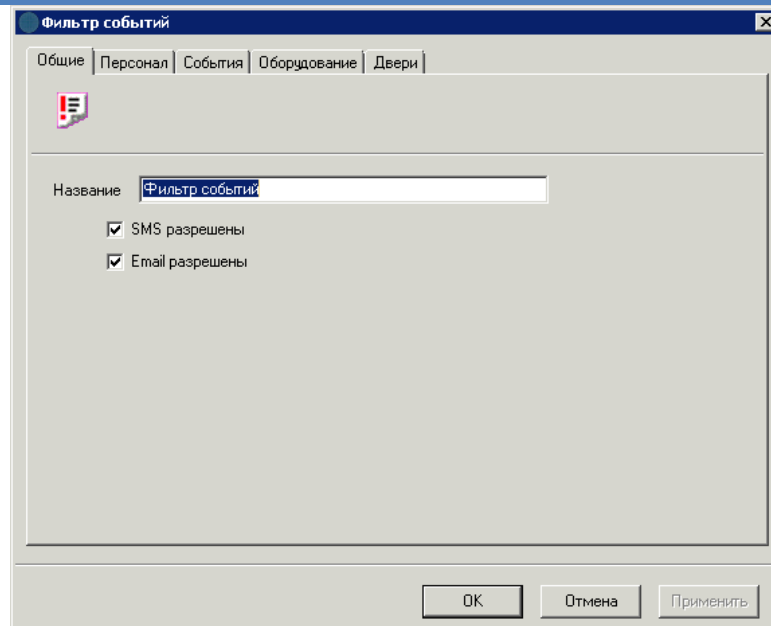 Фильтр событий
Общие Персонал События Оборудование Двери
Название Фильтр событий
SMS разрешены
Email разрешены
OK Отмена Применить